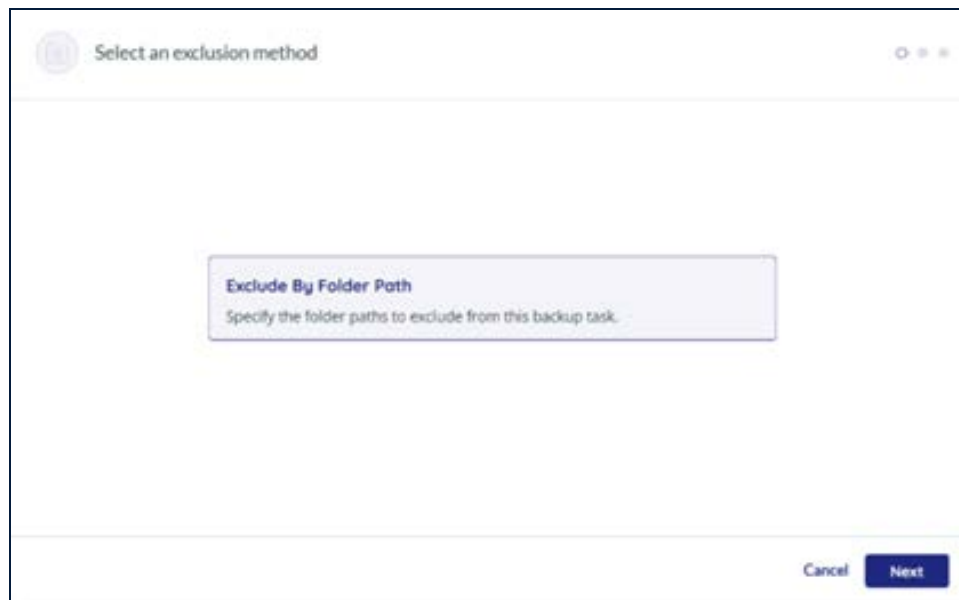 Select an exclusion method
Exclude By Folder Path
Specify the folder paths to exclude from this backup task.
Cancel Next